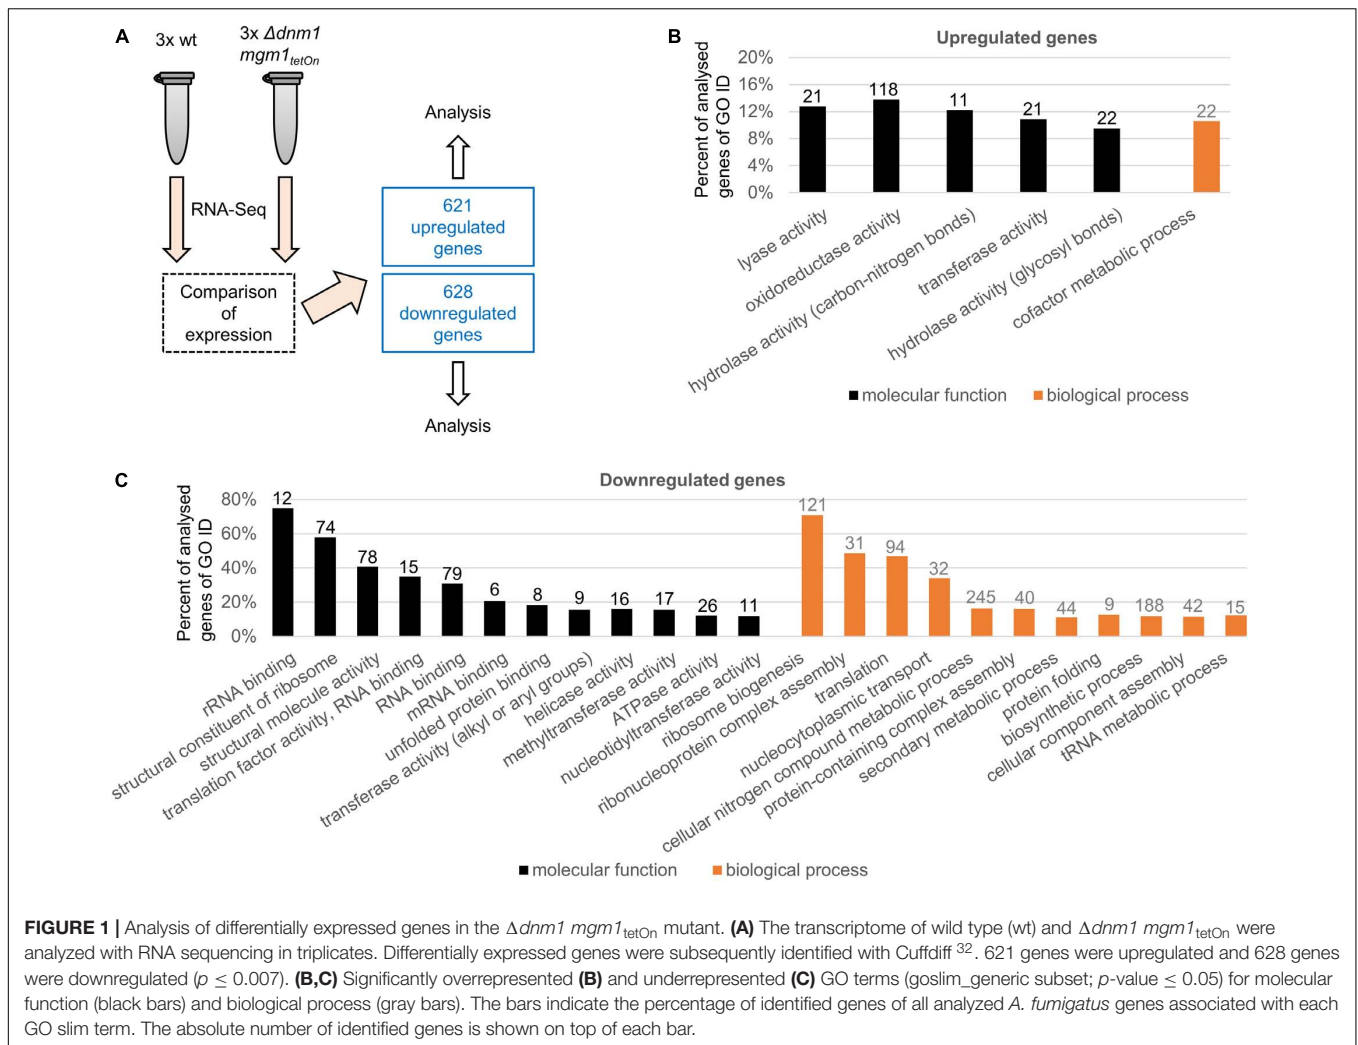 A
3x wt
3x Δdnm1
mgm1tetOn
RNA-Seq
Comparison
of
expression
Analysis
621
upregulated
genes
628
downregulated
genes
Analysis
B
Upregulated genes
Percent of analysed
genes of GO ID
20%
16%
12%
8%
4%
0%
21
118
11
21
22
22
lyase activity
oxidoreductase activity
hydrolase activity (carbon-nitrogen bonds)
transferase activity
hydrolase activity (glycosyl bonds)
cofactor metabolic process
molecular function
biological process
C
Downregulated genes
Percent of analysed
genes of GO ID
80%
60%
40%
20%
0%
12
74
78
15
79
6
8
9
16
17
26
11
121
31
94
32
245
40
44
9
188
42
15
rRNA binding
structural constituent of ribosome
structural molecule activity
translation factor activity, RNA binding
RNA binding
mRNA binding
unfolded protein binding
transferase activity (alkyl or aryl groups)
helicase activity
methyltransferase activity
ATPase activity
nucleotidyltransferase activity
ribosome biogenesis
ribonucleoprotein complex assembly
translation
nucleocytoplasmic transport
cellular nitrogen compound metabolic process
protein-containing complex assembly
secondary metabolic process
protein folding
biosynthetic process
cellular component assembly
tRNA metabolic process
molecular function
biological process
FIGURE 1 | Analysis of differentially expressed genes in the Δdnm1 mgm1tetOn mutant. (A) The transcriptome of wild type (wt) and Δdnm1 mgm1tetOn were
analyzed with RNA sequencing in triplicates. Differentially expressed genes were subsequently identified with Cuffdiff 32. 621 genes were upregulated and 628 genes
were downregulated (p ≤ 0.007). (B,C) Significantly overrepresented (B) and underrepresented (C) GO terms (goslim_generic subset; p-value ≤ 0.05) for molecular
function (black bars) and biological process (gray bars). The bars indicate the percentage of identified genes of all analyzed A. fumigatus genes associated with each
GO slim term. The absolute number of identified genes is shown on top of each bar.